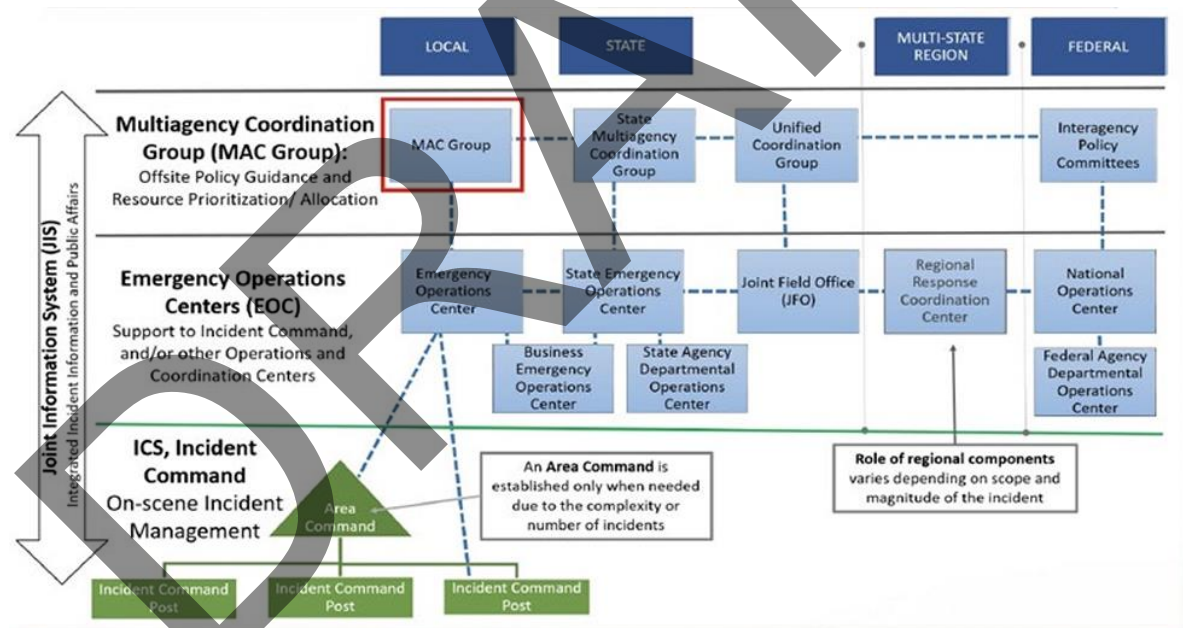 LOCAL
STATE
MULTI-STATE
REGION
FEDERAL
Multiagency Coordination
Group (MAC Group):
Offsite Policy Guidance and
Resource Prioritization/ Allocation
MAC Group
State
Multiagency
Coordination
Group
Unified
Coordination
Group
Interagency
Policy
Committees
Joint Information System (JIS)
Integrated Incident Information and Public Affairs
Emergency Operations
Centers (EOC)
Support to Incident Command,
and/or other Operations and
Coordination Centers
Emergency
Operations
Center
State Emergency
Operations
Center
Joint Field Office
(JFO)
Regional
Response
Coordination
Center
National
Operations
Center
Business
Emergency
Operations
Center
State Agency
Departmental
Operations
Center
Federal Agency
Departmental
Operations
Center
ICS, Incident
Command
On-scene Incident
Management
Area
Command
An Area Command is
established only when needed
due to the complexity or
number of incidents
Role of regional components
varies depending on scope and
magnitude of the incident
Incident Command
Post
Incident Command
Post
Incident Command
Post
DRA